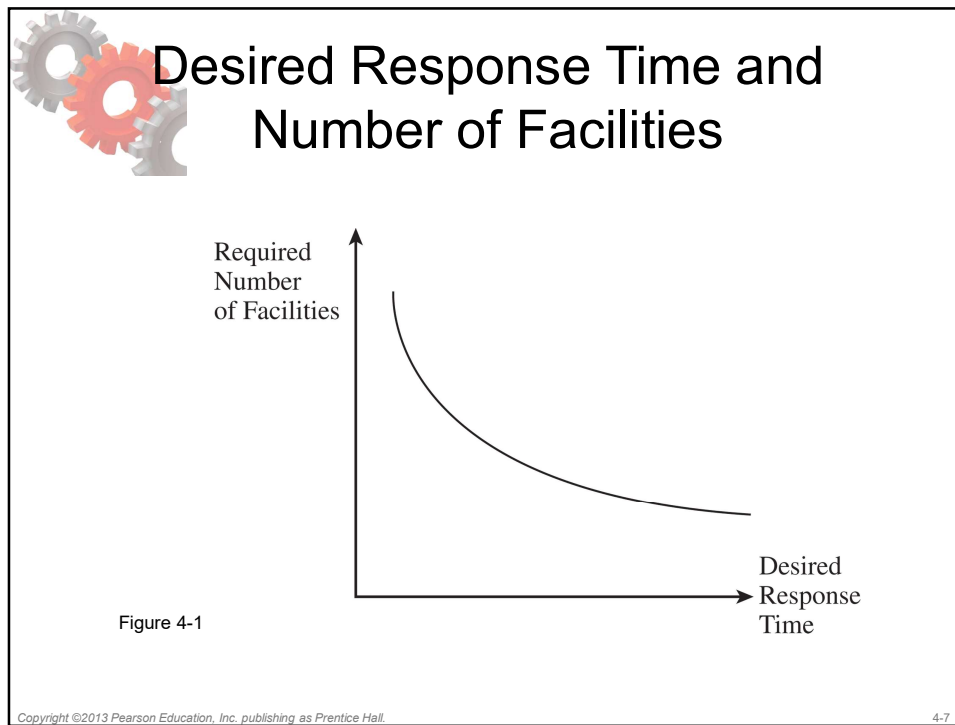 Desired Response Time and
Number of Facilities
Required
Number
of Facilities
Desired
Response
Time
Figure 4-1
Copyright ©2013 Pearson Education, Inc. publishing as Prentice Hall.
4-7